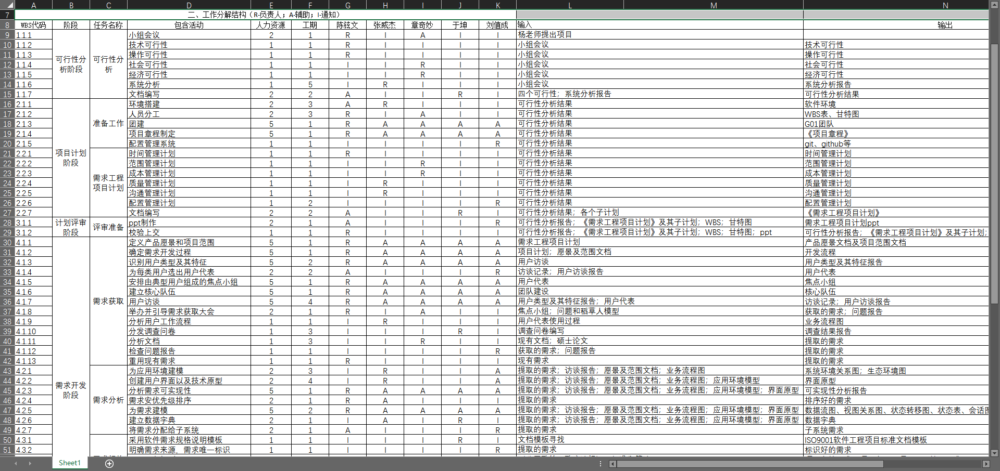 A B C D E F G H I J K L M N
7 二、工作分解结构（R-负责人；A-辅助；I-通知）
8 WBS代码 阶段 任务名称 包含活动 人力资源 工期 陈铉文 张威杰 章奇妙 于坤 刘值成 输入 输出
9 1.1.1 小组会议 2 1 R I A I I 杨老师提出项目
10 1.1.2 技术可行性 1 1 R I I I I 小组会议 技术可行性
11 1.1.3 操作可行性 1 1 R I I I I 小组会议 操作可行性
12 1.1.4 可行性分析阶段 可行性分析 社会可行性 1 1 I I R I I 小组会议 社会可行性
13 1.1.5 经济可行性 1 1 I I R I I 小组会议 经济可行性
14 1.1.6 系统分析 1 5 I R I I I 小组会议 系统分析报告
15 1.1.7 文档编写 2 2 A I I R I 四个可行性；系统分析报告 可行性分析结果
16 2.1.1 环境搭建 2 3 A R I I I 可行性分析结果 软件环境
17 2.1.2 人员分工 2 3 R I A I I 可行性分析结果 WBS表、甘特图
18 2.1.3 准备工作 团建 5 1 R A A A A 可行性分析结果 G01团队
19 2.1.4 项目章程制定 5 1 R A A A A 可行性分析结果 《项目章程》
20 2.1.5 配置管理系统 1 1 I I I I R 可行性分析结果 git、github等
21 2.2.1 项目计划阶段 时间管理计划 1 1 R I I I I 可行性分析结果 时间管理计划
22 2.2.2 范围管理计划 1 1 I I R I I 可行性分析结果 范围管理计划
23 2.2.3 成本管理计划 1 1 I I R I I 可行性分析结果 成本管理计划
24 2.2.4 需求工程项目计划 质量管理计划 1 1 I R I I I 可行性分析结果 质量管理计划
25 2.2.5 沟通管理计划 1 1 I R I I I 可行性分析结果 沟通管理计划
26 2.2.6 配置管理计划 1 2 I I I I R 可行性分析结果 配置管理计划
27 2.2.7 文档编写 2 2 A I I R I 可行性分析结果；各个子计划 《需求工程项目计划》
28 3.1.1 计划评审阶段 评审准备 ppt制作 2 1 A I I I R 可行性分析报告；《需求工程项目计划》及其子计划；WBS；甘特图 需求工程项目计划ppt
29 3.1.2 校验上交 1 1 R I I I I 可行性分析报告；《需求工程项目计划》及其子计划；WBS；甘特图；ppt 可行性分析报告；《需求工程项目计划》及其子计划；
30 4.1.1 定义产品愿景和项目范围 5 1 R A A A A 需求工程项目计划 产品愿景文档及项目范围文档
31 4.1.2 确定需求开发过程 5 1 R A A A A 项目计划；愿景及范围文档 开发流程
32 4.1.3 识别用户类型及其特征 5 2 R A A A A 用户访谈 用户类型及其特征报告
33 4.1.4 为每类用户选出用户代表 2 2 A I I I R 访谈记录；用户访谈报告 用户代表
34 4.1.5 安排由典型用户组成的焦点小组 5 1 R A A A A 用户代表 焦点小组
35 4.1.6 建立核心队伍 5 1 R A A A A 团队建设 核心队伍
36 4.1.7 需求获取 用户访谈 5 4 R A A A A 用户类型及其特征报告；用户代表 访谈记录；用户访谈报告
37 4.1.8 举办并引导需求获取大会 2 1 R I A I I 焦点小组；问题和稻草人模型 获取的需求；问题报告
38 4.1.9 分析用户工作流程 1 1 I R I I I 用户代表使用过程 业务流程图
39 4.1.10 分发调查问卷 1 3 I I I R I 调查问卷编写 调查结果报告
40 4.1.11 分析文档 1 3 I I R I I 现有文档；硕士论文 提取的需求
41 4.1.12 检查问题报告 1 1 I I I I R 获取的需求；问题报告 提取的需求
42 4.1.13 重用现有需求 1 1 R I I I I 现有需求 提取的需求
43 4.2.1 为应用环境建模 2 3 I R I I A 提取的需求；访谈报告；愿景及范围文档；业务流程图 系统环境关系图；生态环境图
44 4.2.2 需求开发阶段 创建用户界面以及技术原型 2 4 I R I I A 提取的需求；访谈报告；愿景及范围文档；业务流程图；应用环境模型 界面原型
45 4.2.3 分析需求可实现性 5 1 R A A A A 提取的需求；访谈报告；愿景及范围文档；业务流程图；应用环境模型；界面原型 可实现性分析报告
46 4.2.4 需求分析 需求安优先级排序 2 1 R A I I I 提取的需求 排序好的需求
47 4.2.5 为需求建模 5 2 R A A A A 提取的需求；访谈报告；愿景及范围文档；业务流程图；应用环境模型；界面原型 数据流图、视图关系图、状态转移图、状态表、会话图
48 4.2.6 建立数据字典 2 1 I A I R I 提取的需求；访谈报告；愿景及范围文档；业务流程图；应用环境模型；界面原型 数据字典
49 4.2.7 将需求分配给子系统 2 1 A I I I R 提取的需求 子系统需求
50 4.3.1 采用软件需求规格说明模板 1 1 I I I R I 文档模板寻找 ISO9001软件工程项目标准文档模板
51 4.3.2 明确需求来源，需求唯一标识 1 1 I I I I R 提取的需求 标识好的需求
Sheet1